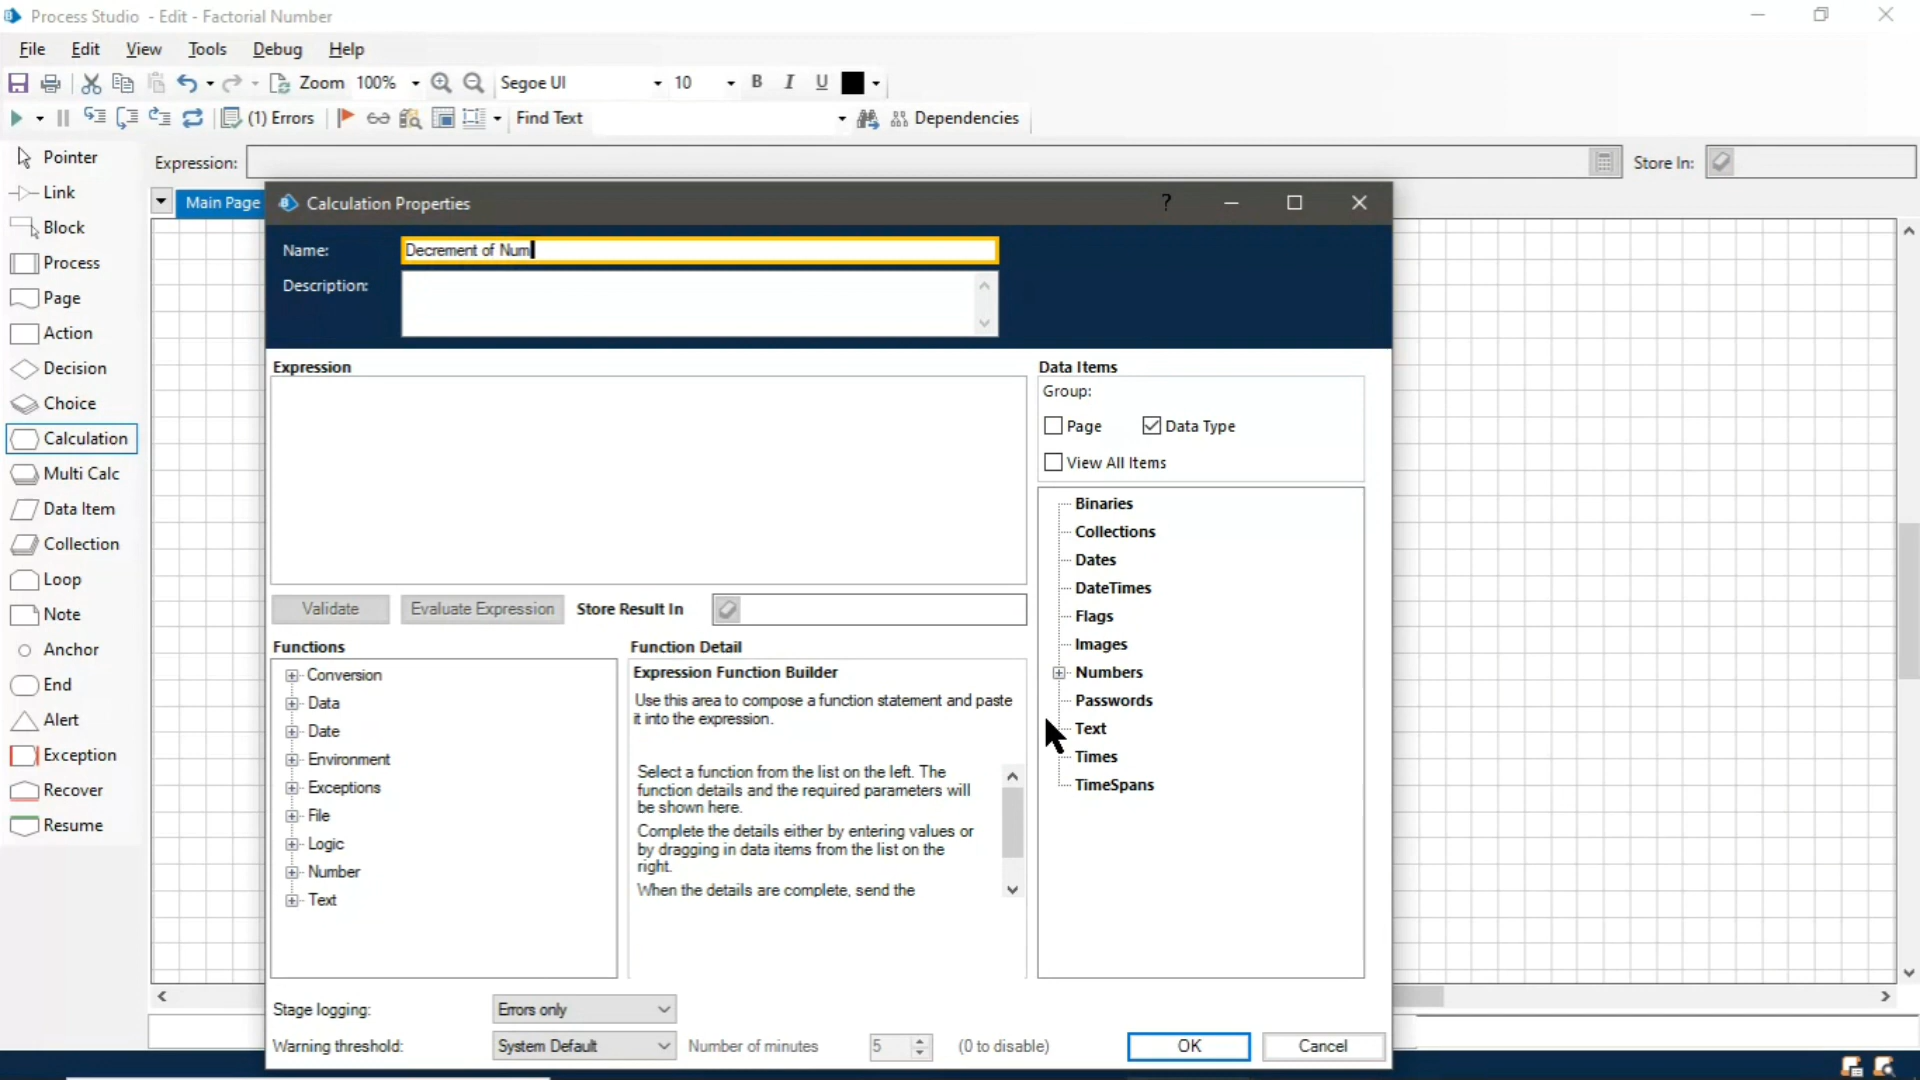 Process Studio - Edit - Factorial Number
File Edit View Tools Debug Help
Zoom 100% Segoe UI 10 B I U
(1) Errors Find Text Dependencies
Expression: Store In:
Pointer
Link
Block
Process
Page
Action
Decision
Choice
Calculation
Multi Calc
Data Item
Collection
Loop
Note
Anchor
End
Alert
Exception
Recover
Resume
Main Page
Calculation Properties ?
Name: Decrement of Num
Description:
Expression
Validate Evaluate Expression Store Result In
Functions
Conversion
Data
Date
Environment
Exceptions
File
Logic
Number
Text
Function Detail
Expression Function Builder
Use this area to compose a function statement and paste
it into the expression.
Select a function from the list on the left. The
function details and the required parameters will
be shown here.
Complete the details either by entering values or
by dragging in data items from the list on the
right.
When the details are complete, send the
Data Items
Group:
Page Data Type
View All Items
Binaries
Collections
Dates
DateTimes
Flags
Images
Numbers
Passwords
Text
Times
TimeSpans
Stage logging: Errors only
Warning threshold: System Default Number of minutes 5 (0 to disable)
OK Cancel